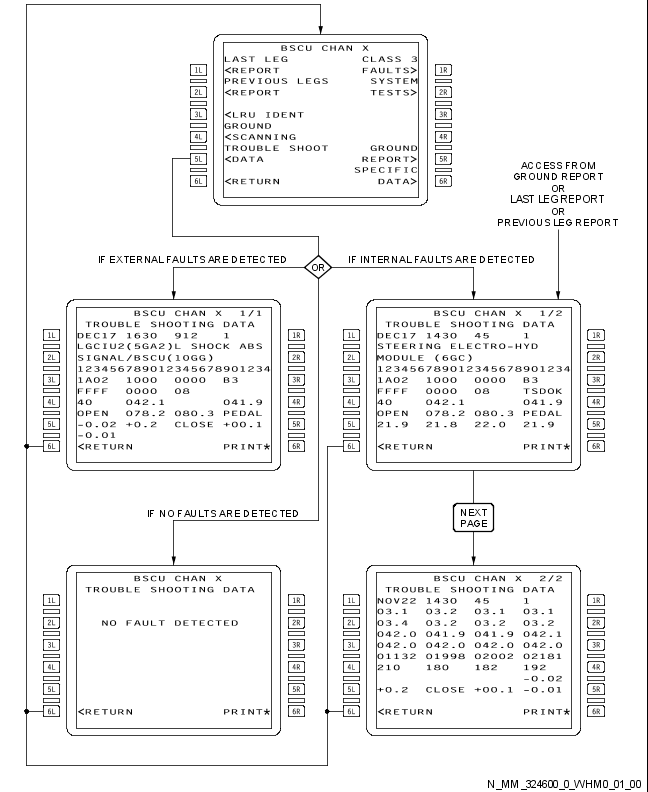 BSCU CHAN X
LAST LEG CLASS 3
1L <REPORT FAULTS> 1R
PREVIOUS LEGS SYSTEM
2L <REPORT TESTS> 2R
3L <LRU IDENT 3R
GROUND
4L <SCANNING 4R
TROUBLE SHOOT GROUND
5L <DATA REPORT> 5R
SPECIFIC
6L <RETURN DATA> 6R
ACCESS FROM
GROUND REPORT
OR
LAST LEG REPORT
OR
PREVIOUS LEG REPORT
IF EXTERNAL FAULTS ARE DETECTED
OR
IF INTERNAL FAULTS ARE DETECTED
BSCU CHAN X 1/1
TROUBLE SHOOTING DATA
1L DEC17 1630 912 1 1R
LGCIU2(5GA2)L SHOCK ABS
2L SIGNAL/BSCU(10GG) 2R
123456789012345678901234
3L 1A02 1000 0000 B3 3R
FFFF 0000 08
4L 40 042.1 041.9 4R
OPEN 078.2 080.3 PEDAL
5L -0.02 +0.2 CLOSE +00.1 5R
-0.01
6L <RETURN PRINT* 6R
BSCU CHAN X 1/2
TROUBLE SHOOTING DATA
1L DEC17 1430 45 1 1R
STEERING ELECTRO-HYD
2L MODULE (6GC) 2R
123456789012345678901234
3L 1A02 1000 0000 B3 3R
FFFF 0000 08 TSDOK
4L 40 042.1 041.9 4R
OPEN 078.2 080.3 PEDAL
5L 21.9 21.8 22.0 21.9 5R
6L <RETURN PRINT* 6R
IF NO FAULTS ARE DETECTED
NEXT
PAGE
BSCU CHAN X
TROUBLE SHOOTING DATA
1L 1R
2L NO FAULT DETECTED 2R
3L 3R
4L 4R
5L 5R
6L <RETURN PRINT* 6R
BSCU CHAN X 2/2
TROUBLE SHOOTING DATA
1L NOV22 1430 45 1 1R
03.1 03.2 03.1 03.1
2L 03.4 03.2 03.2 03.2 2R
042.0 041.9 041.9 042.1
3L 042.0 042.0 042.0 042.0 3R
01132 01998 02002 02181
4L 210 180 182 192 4R
-0.02
5L +0.2 CLOSE +00.1 -0.01 5R
6L <RETURN PRINT* 6R
N_MM_324600_0_WHM0_01_00